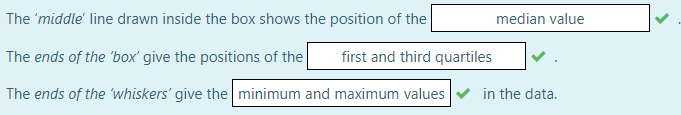 The 'middle' line drawn inside the box shows the position of the median value .
The ends of the 'box' give the positions of the first and third quartiles .
The ends of the 'whiskers' give the minimum and maximum values in the data.